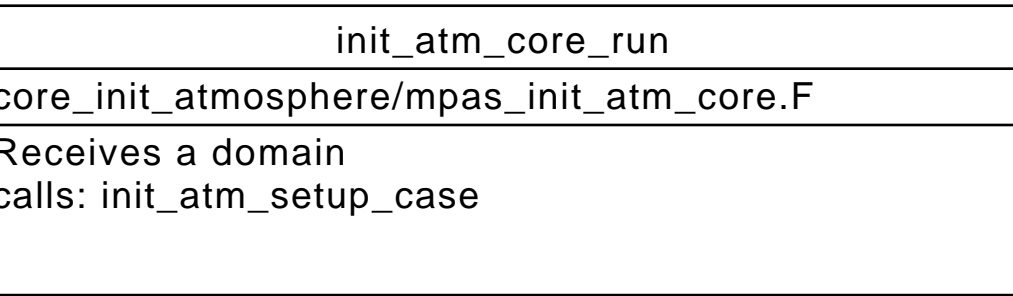 init_atm_core_run
core_init_atmosphere/mpas_init_atm_core.F
Receives a domain
calls: init_atm_setup_case